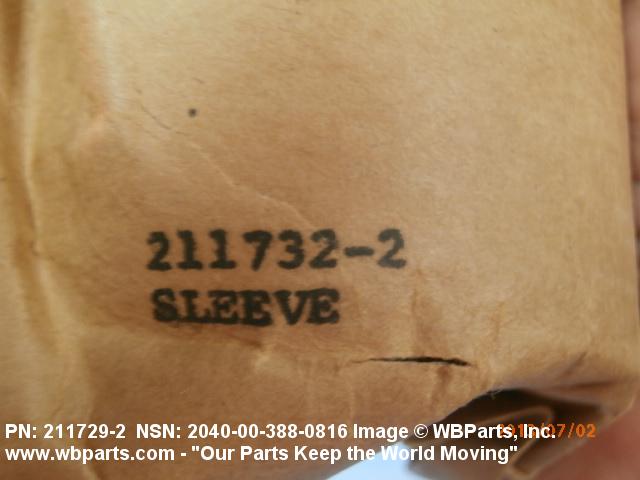 211732-2
SLEEVE
PN: 211729-2 NSN: 2040-00-388-0816 Image © WBParts, Inc.
www.wbparts.com - "Our Parts Keep the World Moving"